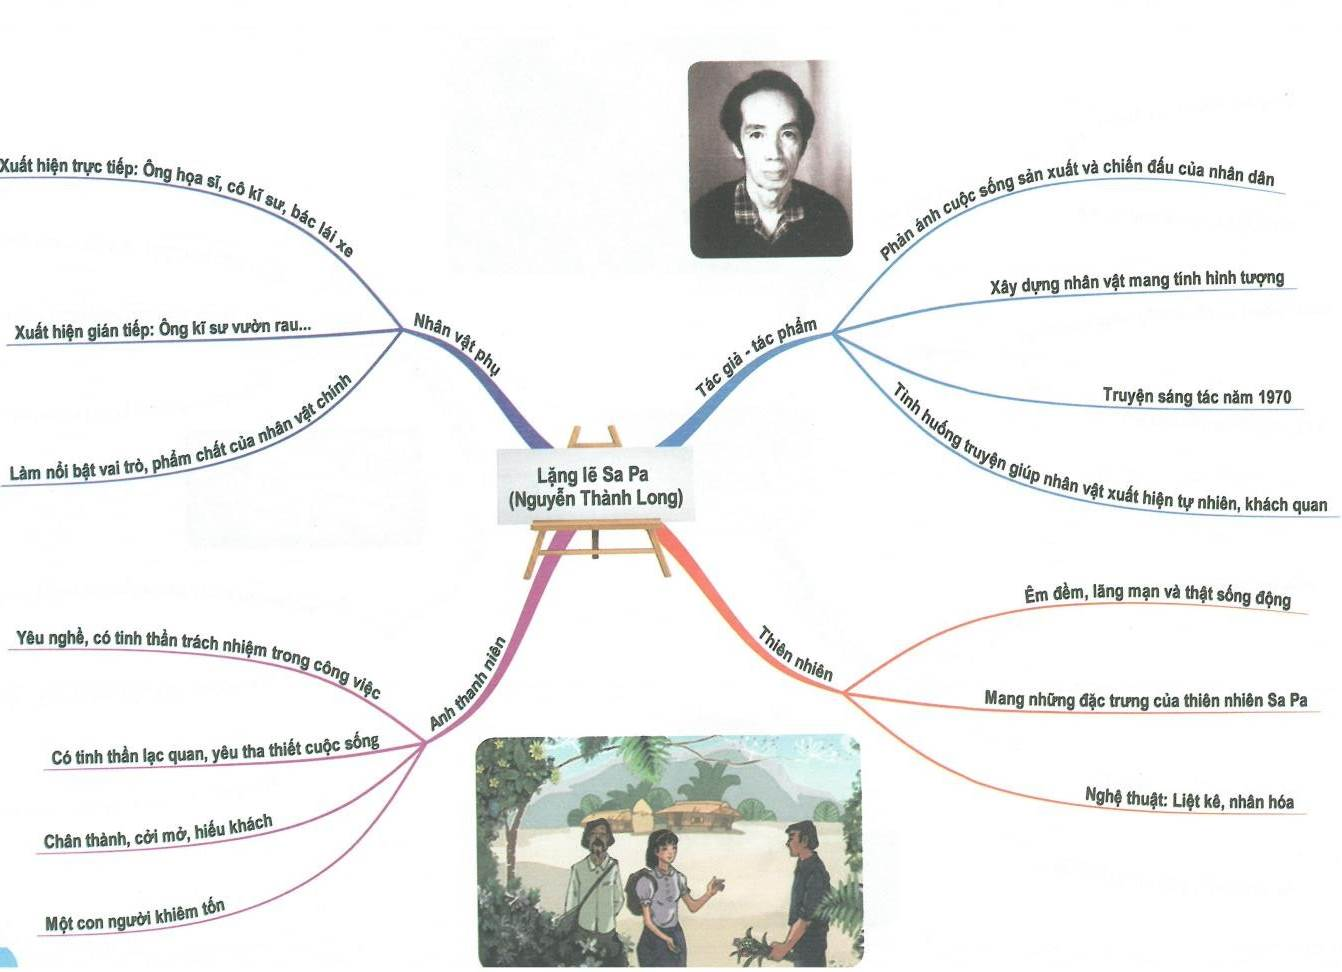 Lặng lẽ Sa Pa
(Nguyễn Thành Long)
Tác giả - tác phẩm
Phản ánh cuộc sống sản xuất và chiến đấu của nhân dân
Xây dựng nhân vật mang tính hình tượng
Truyện sáng tác năm 1970
Tình huống truyện giúp nhân vật xuất hiện tự nhiên, khách quan
Thiên nhiên
Êm đềm, lãng mạn và thật sống động
Mang những đặc trưng của thiên nhiên Sa Pa
Nghệ thuật: Liệt kê, nhân hóa
Anh thanh niên
Yêu nghề, có tinh thần trách nhiệm trong công việc
Có tinh thần lạc quan, yêu tha thiết cuộc sống
Chân thành, cởi mở, hiếu khách
Một con người khiêm tốn
Nhân vật phụ
Xuất hiện trực tiếp: Ông họa sĩ, cô kĩ sư, bác lái xe
Xuất hiện gián tiếp: Ông kĩ sư vườn rau...
Làm nổi bật vai trò, phẩm chất của nhân vật chính